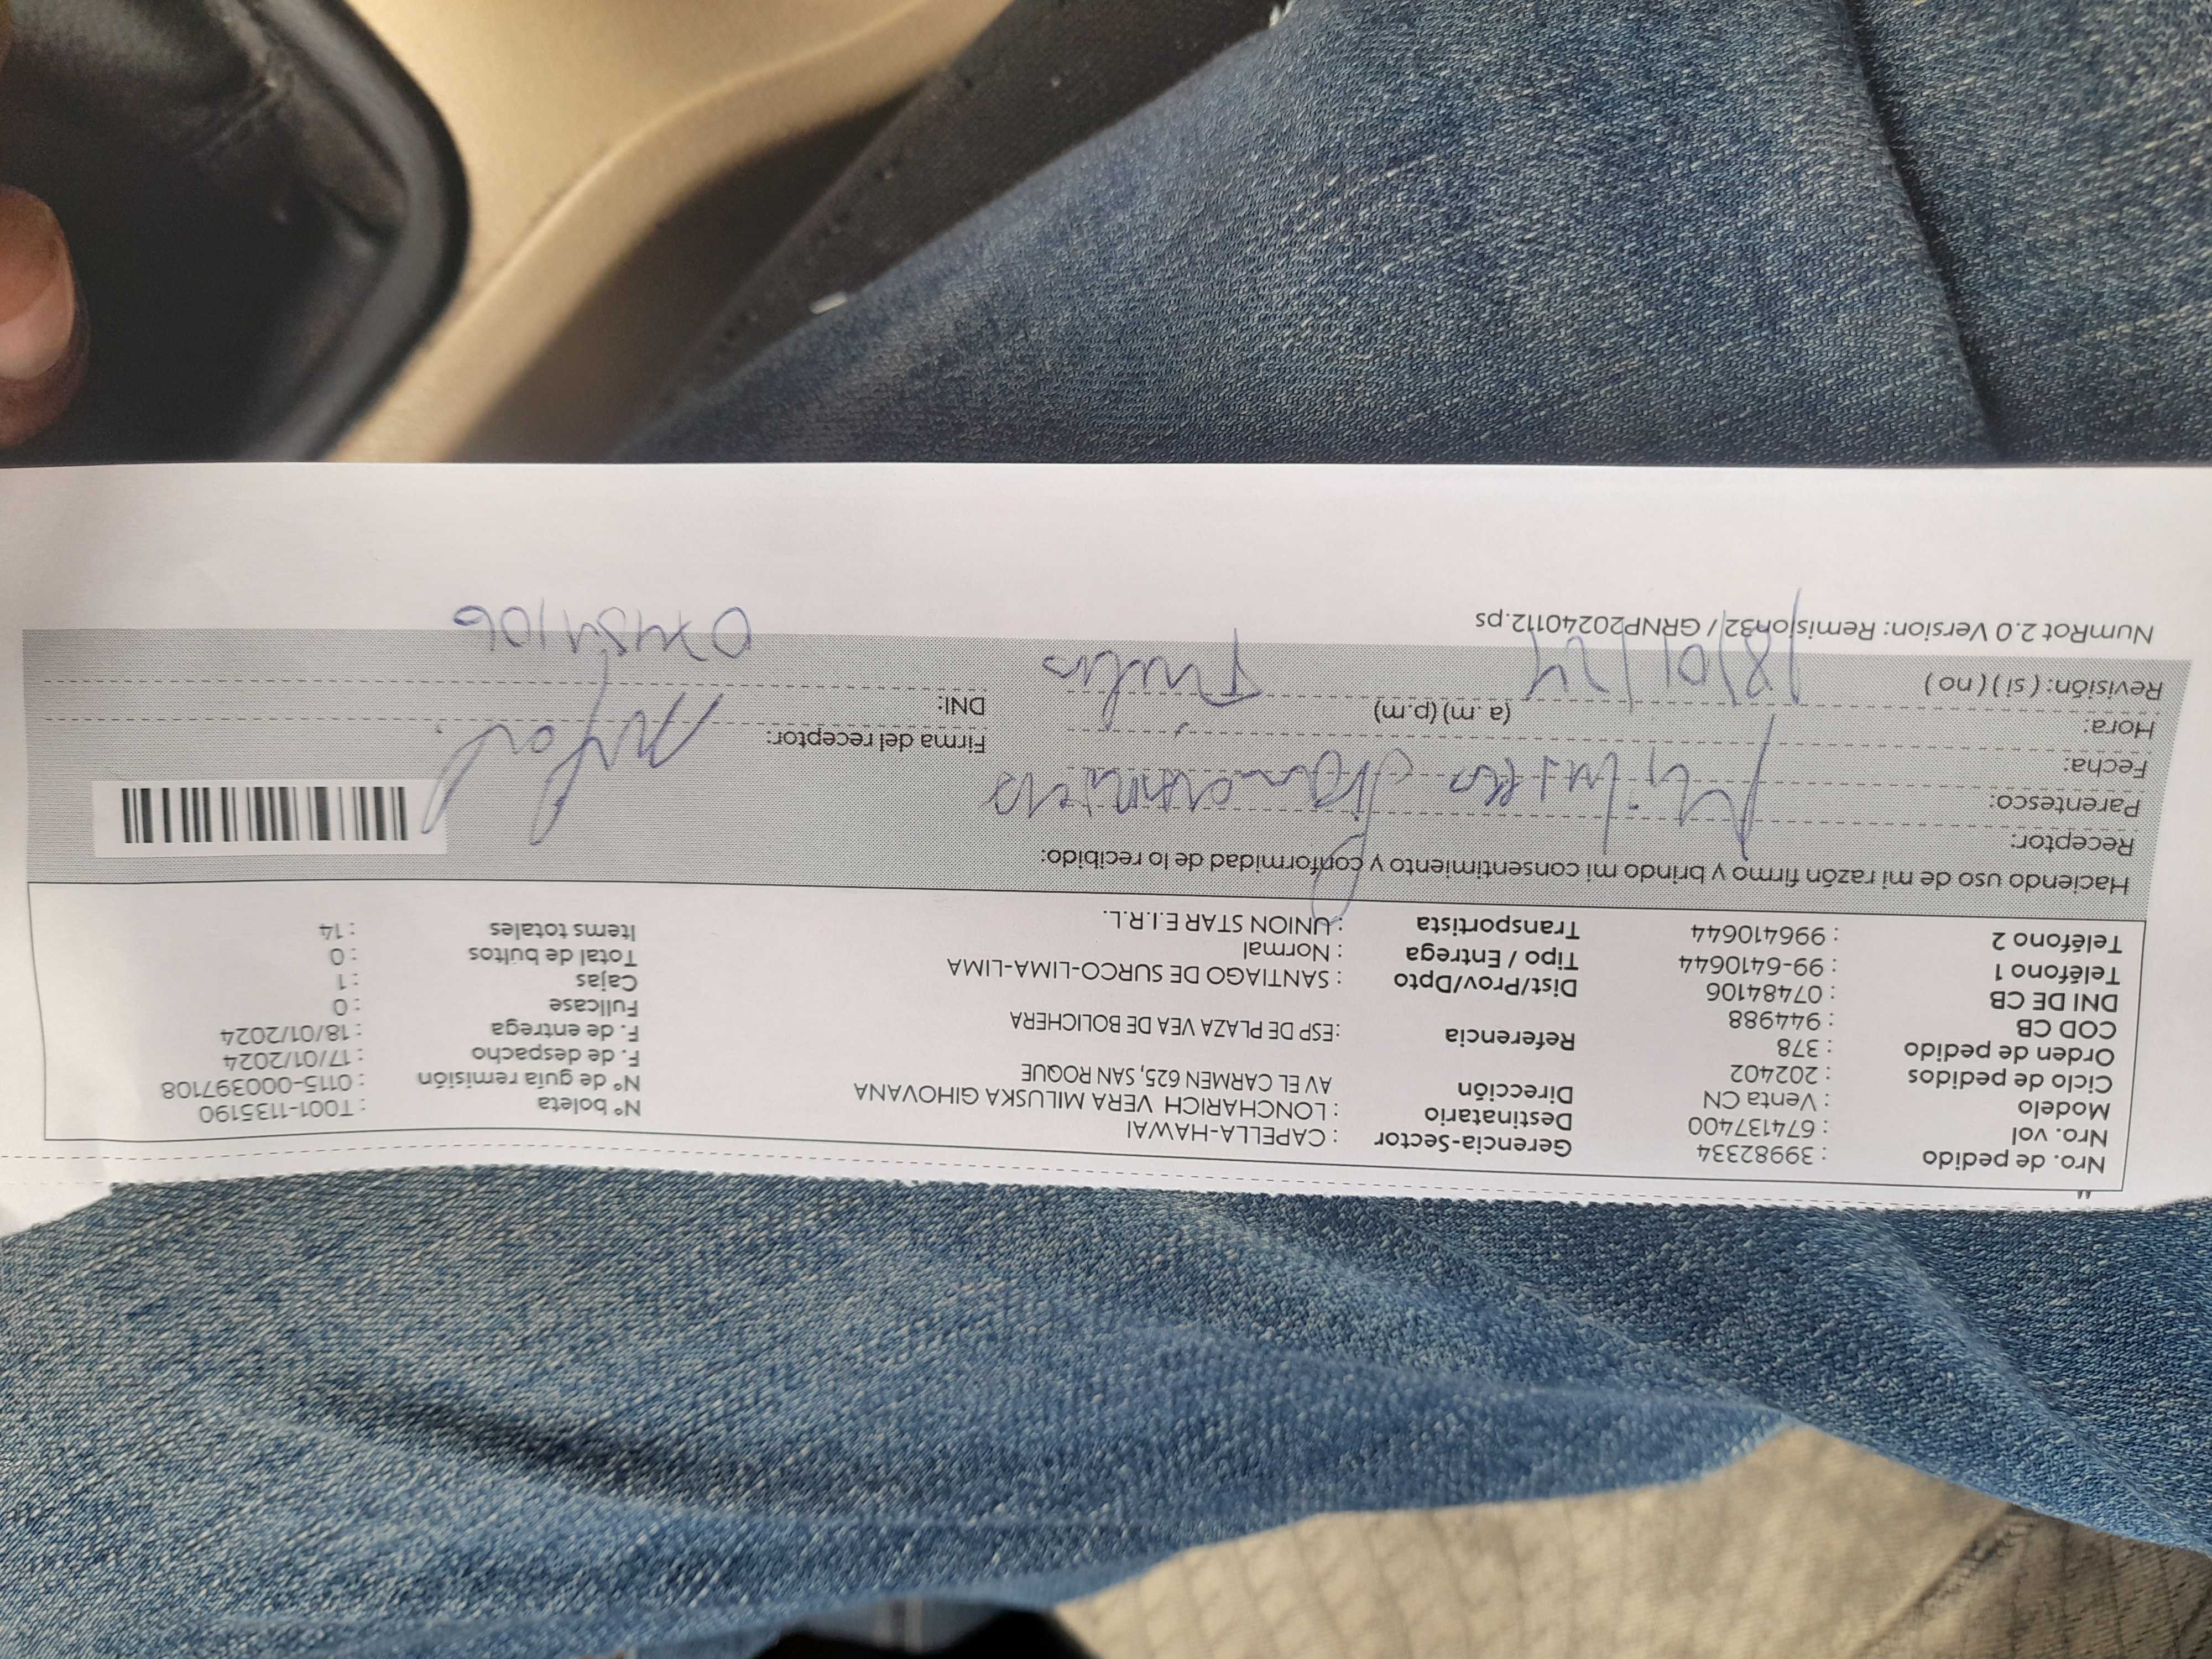 Nro. de pedido : 39982334 Gerencia-Sector : CAPELLA-HAWAI Nº boleta : T001-1135190
Nro. vol : 674137400 Destinatario : LONCHARICH VERA MILUSKA GIHOVANA Nº de guía remisión : 0115-000397108
Modelo : Venta CN Dirección AV EL CARMEN 625, SAN ROQUE F. de despacho : 17/01/2024
Ciclo de pedidos : 202402 F. de entrega : 18/01/2024
Orden de pedido : 378 Referencia :ESP DE PLAZA VEA DE BOLICHERA Fullcase : 0
COD CB : 944988 Cajas : 1
DNI DE CB : 07484106 Dist/Prov/Dpto : SANTIAGO DE SURCO-LIMA-LIMA Total de bultos : 0
Teléfono 1 : 99-6410644 Tipo / Entrega : Normal Items totales : 14
Teléfono 2 : 996410644 Transportista : UNION STAR E.I.R.L.
Haciendo uso de mi razón firmo y brindo mi consentimiento y conformidad de lo recibido:
Receptor: Miluska
Parentesco:
Fecha: Firma del receptor:
Hora: (a.m) (p.m) DNI:
Revisión: ( si ) ( no ) 18/01/24 07484106
NumRot 2.0 Version: Remision32 / GRNP20240112.ps